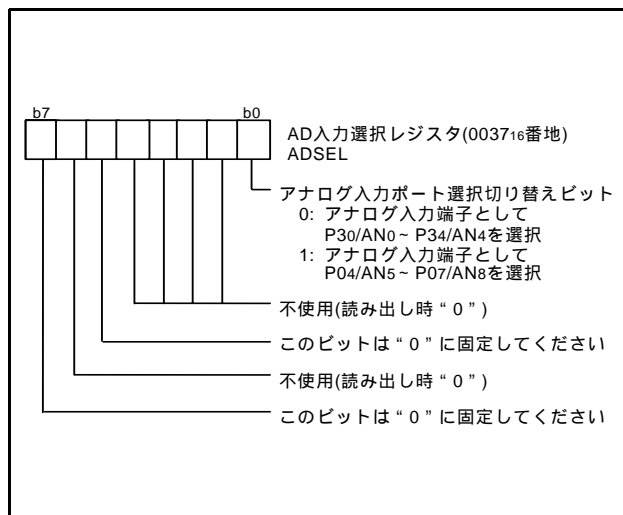 b7 b0
AD入力選択レジスタ(003716番地)
ADSEL
アナログ入力ポート選択切り替えビット
0: アナログ入力端子として
P30/AN0 ~ P34/AN4を選択
1: アナログ入力端子として
P04/AN5 ~ P07/AN8を選択
不使用(読み出し時 “ 0 ” )
このビットは “ 0 ” に固定してください
不使用(読み出し時 “ 0 ” )
このビットは “ 0 ” に固定してください